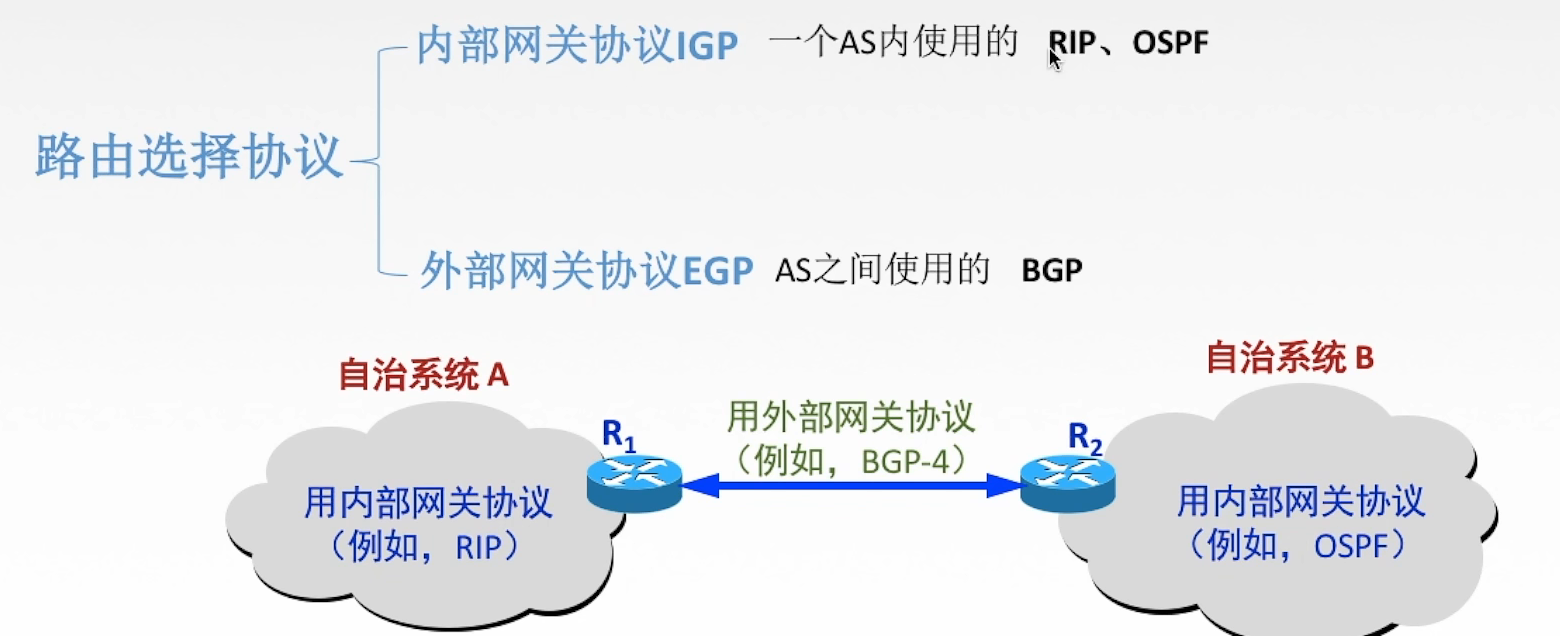 内部网关协议IGP 一个AS内使用的 RIP、OSPF
路由选择协议
外部网关协议EGP AS之间使用的 BGP
自治系统 A
自治系统 B
R1
用外部网关协议
（例如，BGP-4）
R2
用内部网关协议
（例如，RIP）
用内部网关协议
（例如，OSPF）